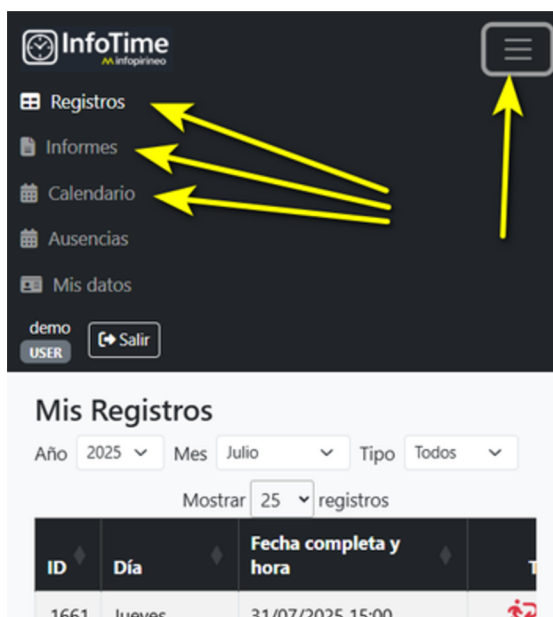 InfoTime
infopirineo
Registros
Informes
Calendario
Ausencias
Mis datos
demo
USER
Salir
Mis Registros
Año 2025 Mes Julio Tipo Todos
Mostrar 25 registros
ID Día Fecha completa y hora T
1661 Jueves 31/07/2025 15:00